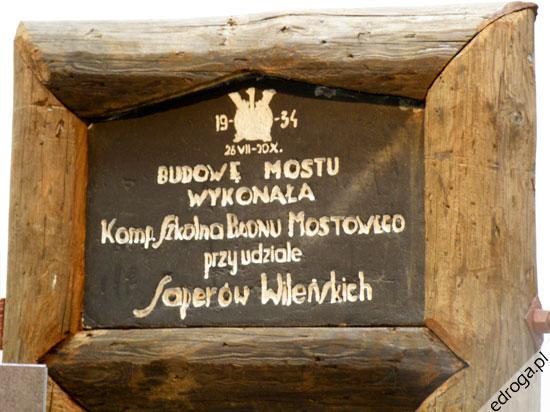 19- -34
26 VII-20X.
BUDOWĘ MOSTU
WYKONAŁA
Komp. Szkolna BAONU MOSTOWEGO
przy udziale
Saperów Wileńskich
edroga.pl